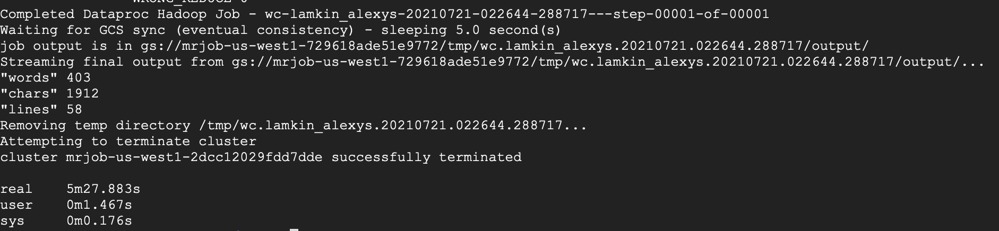 WRONG_REDUCE=0
Completed Dataproc Hadoop Job - wc-lamkin_alexys-20210721-022644-288717---step-00001-of-00001
Waiting for GCS sync (eventual consistency) - sleeping 5.0 second(s)
job output is in gs://mrjob-us-west1-729618ade51e9772/tmp/wc.lamkin_alexys.20210721.022644.288717/output/
Streaming final output from gs://mrjob-us-west1-729618ade51e9772/tmp/wc.lamkin_alexys.20210721.022644.288717/output/...
"words" 403
"chars" 1912
"lines" 58
Removing temp directory /tmp/wc.lamkin_alexys.20210721.022644.288717...
Attempting to terminate cluster
cluster mrjob-us-west1-2dcc12029fdd7dde successfully terminated
real 5m27.883s
user 0m1.467s
sys 0m0.176s